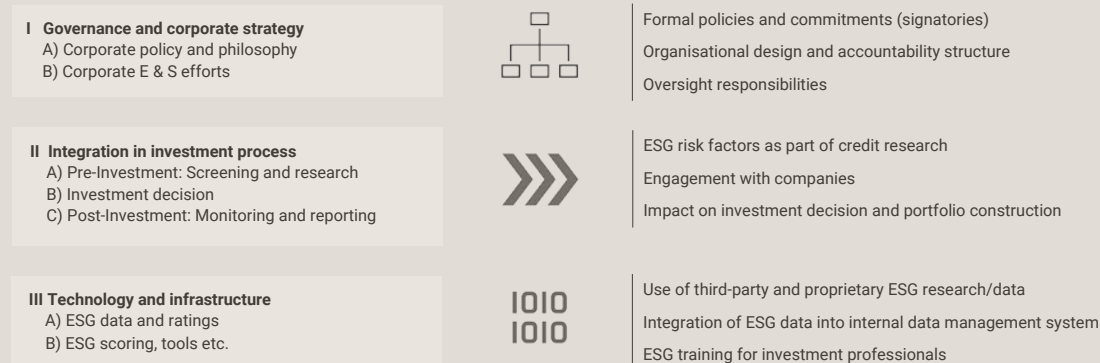 I Governance and corporate strategy
A) Corporate policy and philosophy
B) Corporate E & S efforts
Formal policies and commitments (signatories)
Organisational design and accountability structure
Oversight responsibilities
II Integration in investment process
A) Pre-Investment: Screening and research
B) Investment decision
C) Post-Investment: Monitoring and reporting
ESG risk factors as part of credit research
Engagement with companies
Impact on investment decision and portfolio construction
III Technology and infrastructure
A) ESG data and ratings
B) ESG scoring, tools etc.
IOIO
IOIO
Use of third-party and proprietary ESG research/data
Integration of ESG data into internal data management system
ESG training for investment professionals